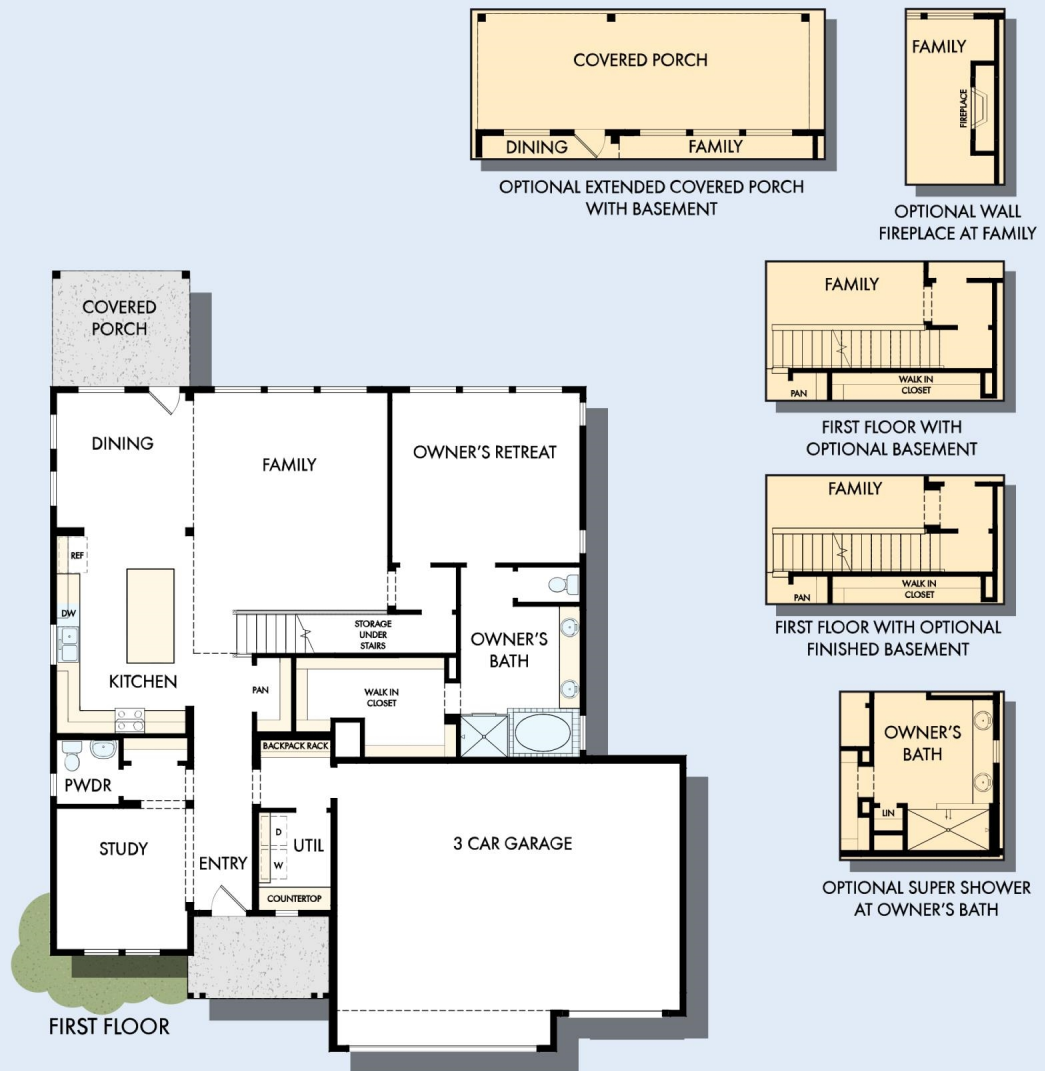 COVERED PORCH
DINING
FAMILY
OPTIONAL EXTENDED COVERED PORCH
WITH BASEMENT
FAMILY
FIREPLACE
OPTIONAL WALL
FIREPLACE AT FAMILY
FAMILY
PAN
WALK IN
CLOSET
FIRST FLOOR WITH
OPTIONAL BASEMENT
FAMILY
PAN
WALK IN
CLOSET
FIRST FLOOR WITH OPTIONAL
FINISHED BASEMENT
OWNER'S
BATH
LIN
OPTIONAL SUPER SHOWER
AT OWNER'S BATH
COVERED
PORCH
DINING
FAMILY
OWNER'S RETREAT
REF
DW
STORAGE
UNDER
STAIRS
OWNER'S
BATH
KITCHEN
PAN
WALK IN
CLOSET
BACKPACK RACK
PWDR
STUDY
ENTRY
D
W
UTIL
COUNTERTOP
3 CAR GARAGE
FIRST FLOOR